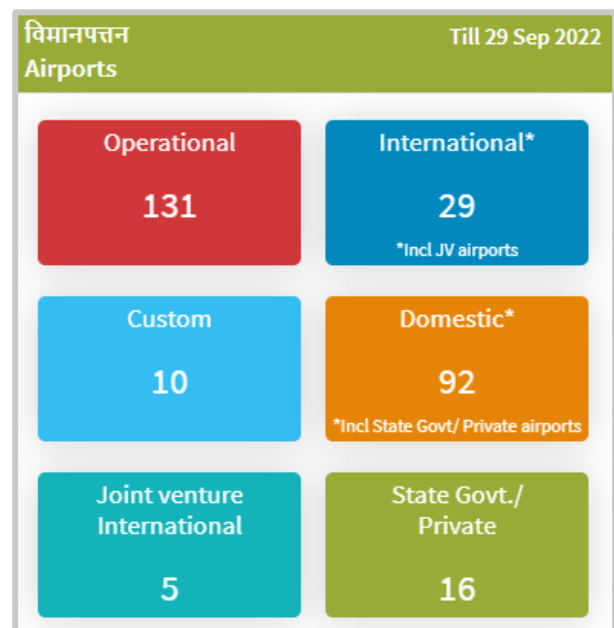 विमानपत्तन
Till 29 Sep 2022
Airports
Operational
131
International*
29
*Incl JV airports
Custom
10
Domestic*
92
*Incl State Govt/ Private airports
Joint venture
International
5
State Govt./
Private
16